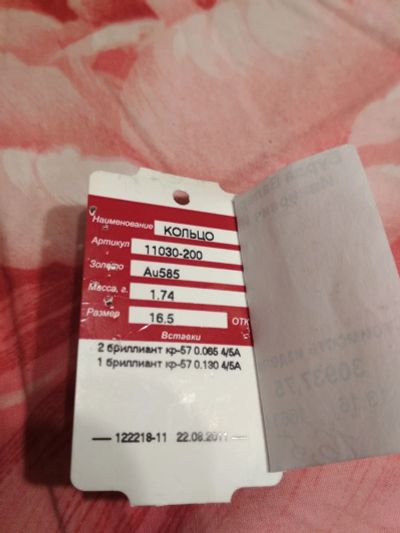 Наименование КОЛЬЦО
Артикул 11030-200
Золото Au585
Масса, г. 1.74
Размер 16.5 ОТК
Вставки
2 бриллиант кр-57 0.065 4/5А
1 бриллиант кр-57 0.130 4/5А
122218-11 22.08.2011